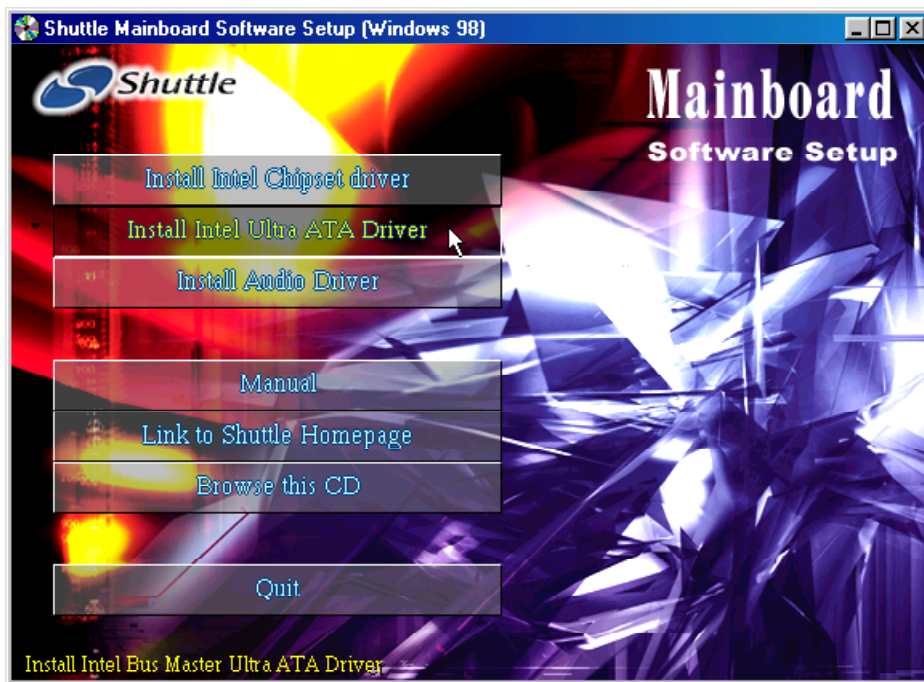 Shuttle Mainboard Software Setup (Windows 98)
Shuttle
Mainboard
Software Setup
Install Intel Chipset driver
Install Intel Ultra ATA Driver
Install Audio Driver
Manual
Link to Shuttle Homepage
Browse this CD
Quit
Install Intel Bus Master Ultra ATA Driver